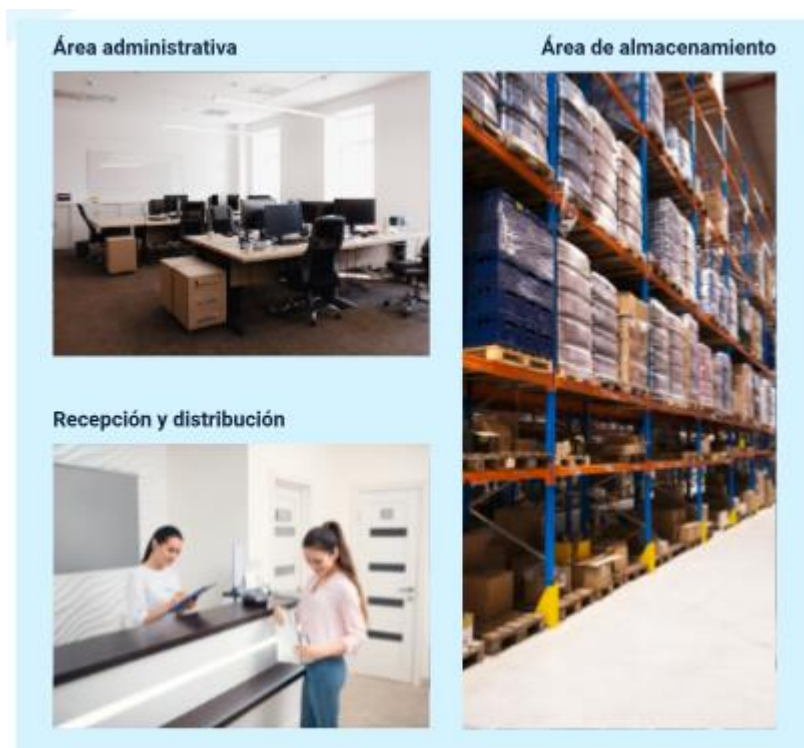 Área administrativa
Área de almacenamiento
Recepción y distribución